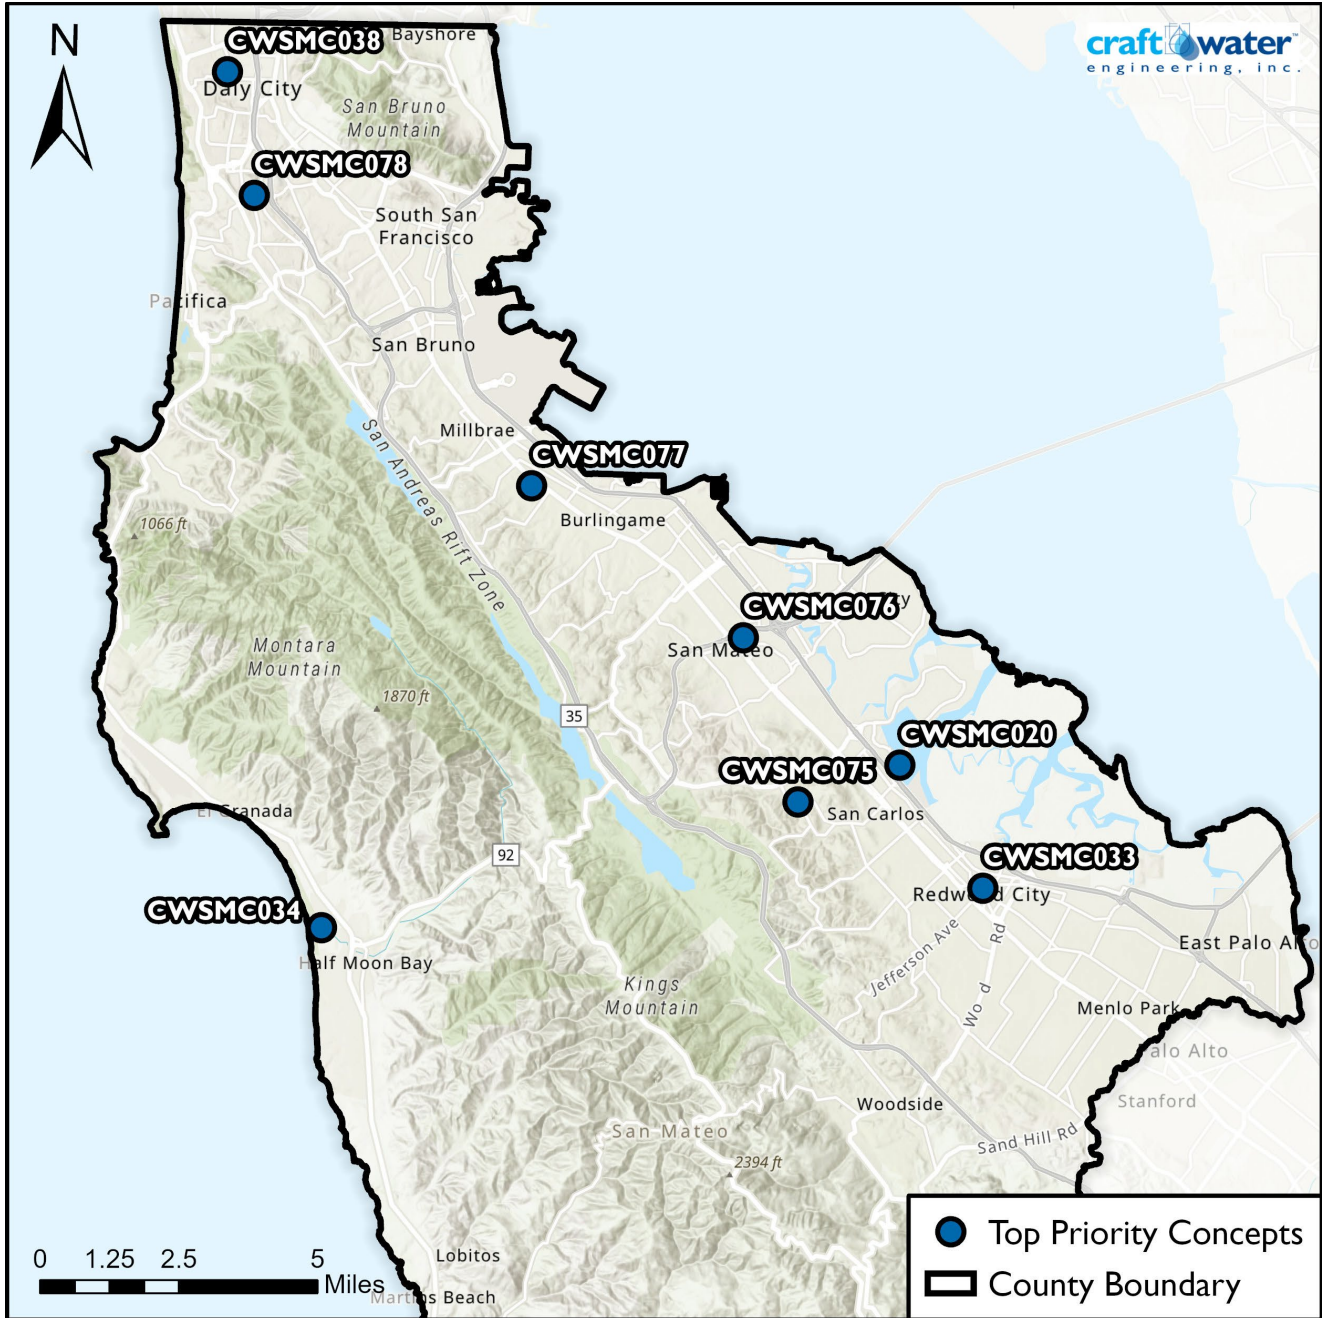 N
craft water™
engineering, inc.
CWSMC038
Bayshore
Daly City
San Bruno
Mountain
CWSMC078
South San
Francisco
Pacifica
San Bruno
Millbrae
San Andreas Rift Zone
CWSMC077
Burlingame
1066 ft
CWSMC076
San Mateo
Montara
Mountain
1870 ft
35
CWSMC020
CWSMC075
San Carlos
El Granada
92
CWSMC033
Redwood City
CWSMC034
Half Moon Bay
Jefferson Ave
Wo d Rd
East Palo Alto
Kings
Mountain
Menlo Park
Palo Alto
Stanford
Woodside
San Mateo
Sand Hill Rd
2394 ft
Lobitos
Martins Beach
0 1.25 2.5 5
Miles
Top Priority Concepts
County Boundary